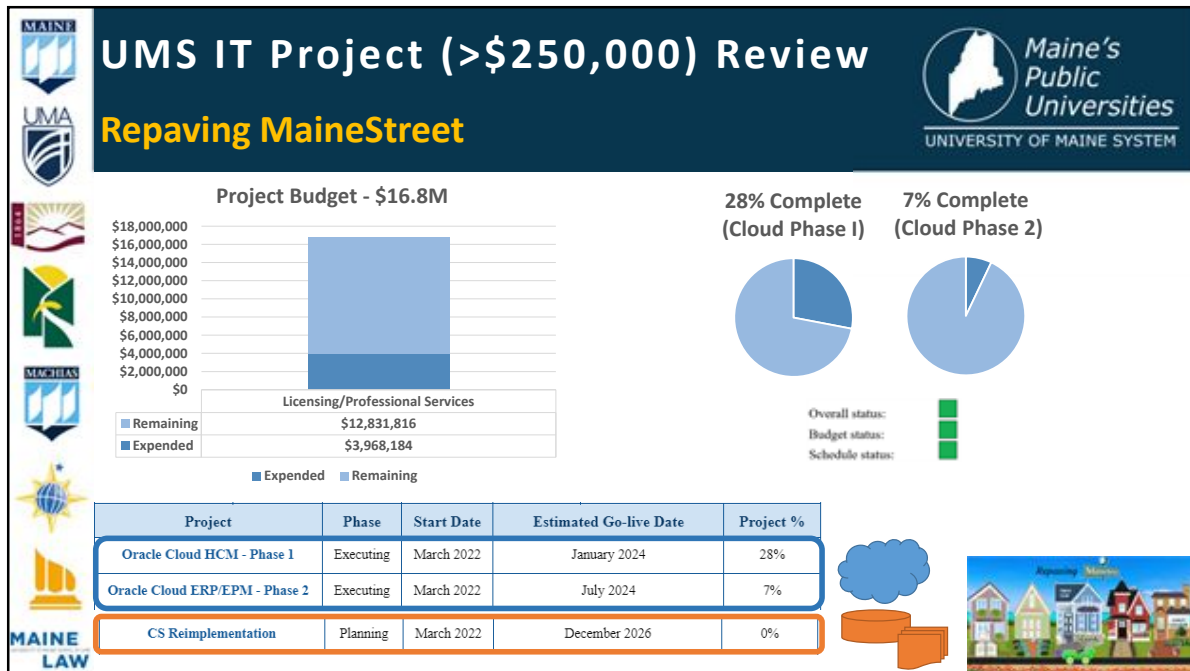 MAINE
UMS IT Project (>$250,000) Review
Repaving MaineStreet
Maine's
Public
Universities
UNIVERSITY OF MAINE SYSTEM
UMA
1864
MACHIAS
MAINE
LAW
Project Budget - $16.8M
$18,000,000
$16,000,000
$14,000,000
$12,000,000
$10,000,000
$8,000,000
$6,000,000
$4,000,000
$2,000,000
$0
Licensing/Professional Services
Remaining $12,831,816
Expended $3,968,184
Expended Remaining
28% Complete
(Cloud Phase I)
7% Complete
(Cloud Phase 2)
Overall status:
Budget status:
Schedule status:
Project Phase Start Date Estimated Go-live Date Project %
Oracle Cloud HCM - Phase 1 Executing March 2022 January 2024 28%
Oracle Cloud ERP/EPM - Phase 2 Executing March 2022 July 2024 7%
CS Reimplementation Planning March 2022 December 2026 0%
Repaving